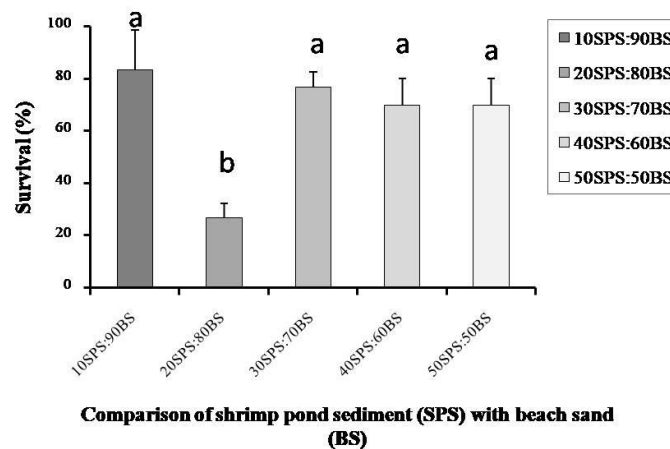 100
80
60
40
20
0
Survival (%)
a
b
a
a
a
10SPS:90BS
20SPS:80BS
30SPS:70BS
40SPS:60BS
50SPS:50BS
Comparison of shrimp pond sediment (SPS) with beach sand
(BS)
10SPS:90BS
20SPS:80BS
30SPS:70BS
40SPS:60BS
50SPS:50BS